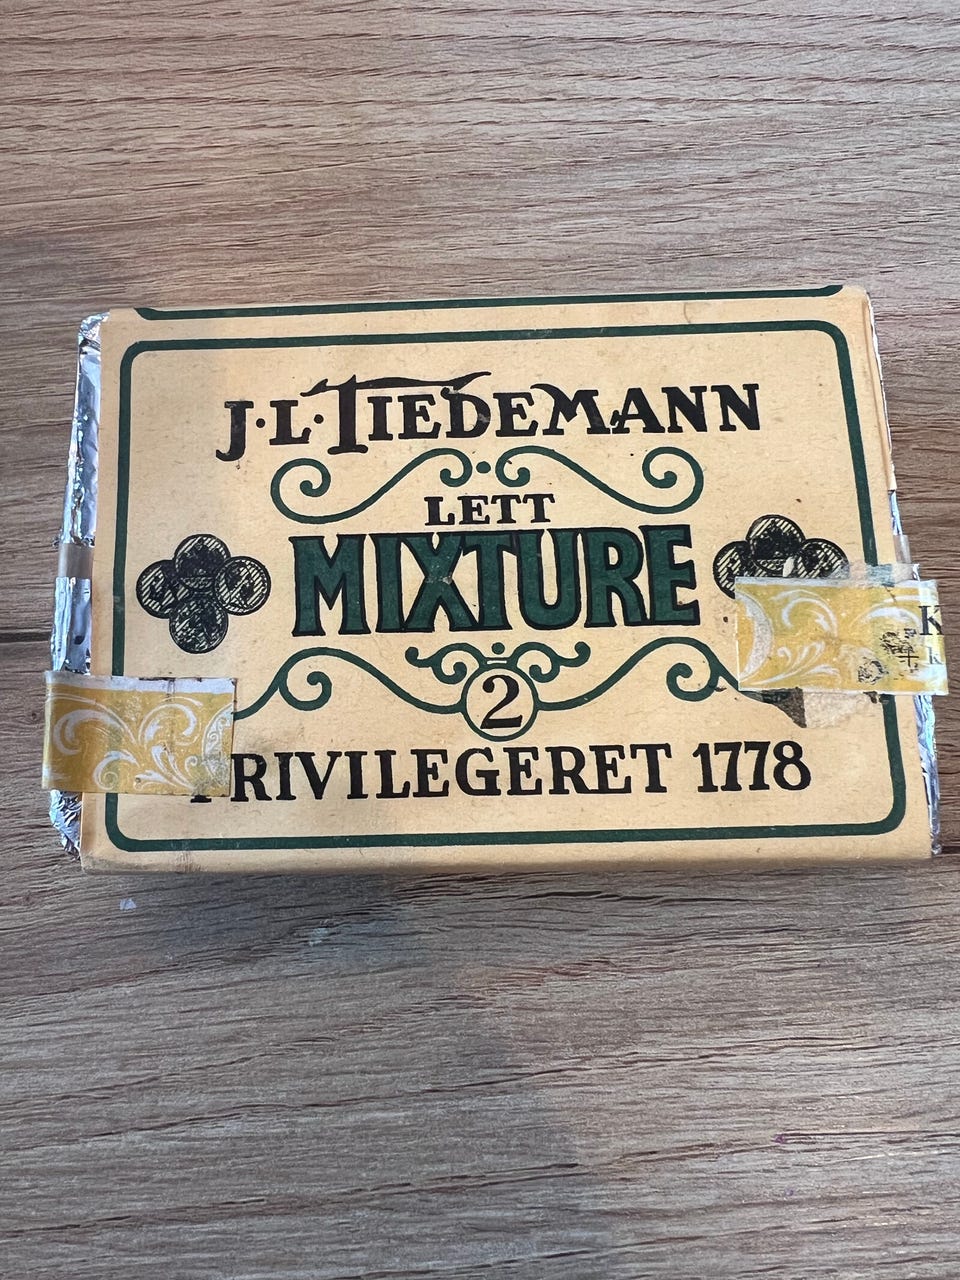 J·L·TIEDEMANN
LETT
MIXTURE
2
PRIVILEGERET 1778
K
k